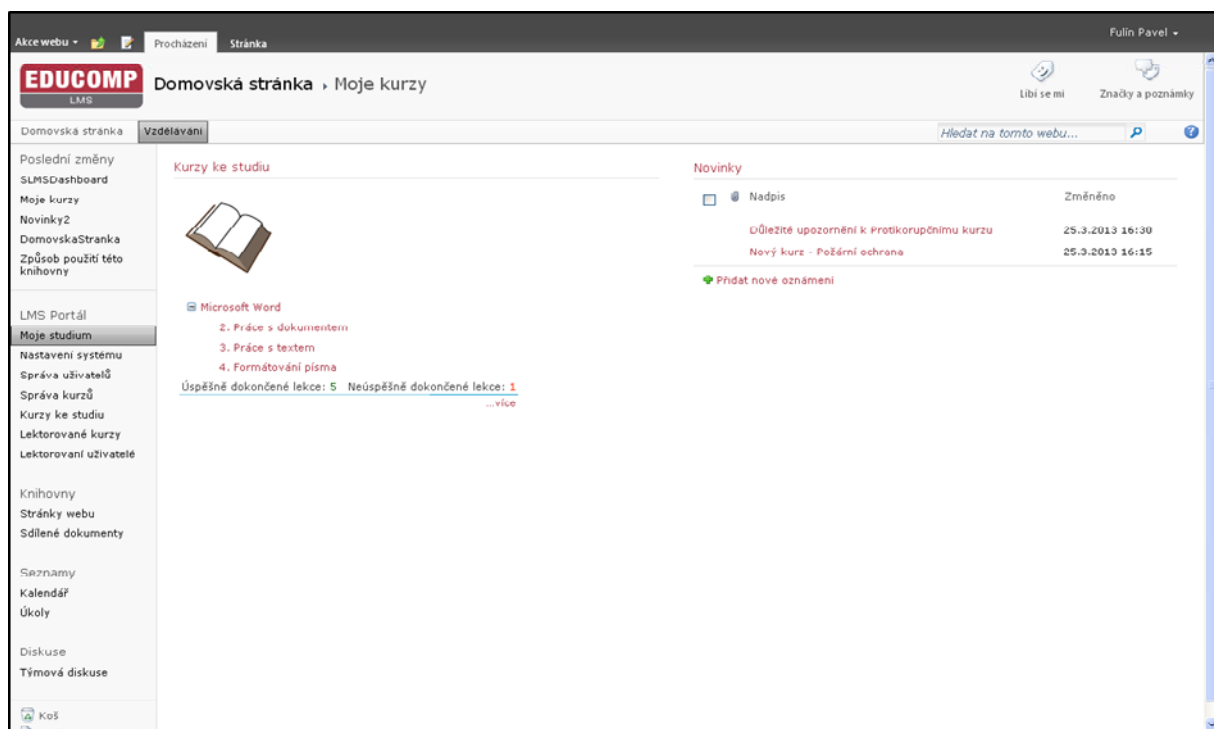 Fulín Pavel
Akce webu Procházení Stránka
EDUCOMP
LMS
Domovská stránka › Moje kurzy
Líbí se mi Značky a poznámky
Domovská stránka Vzdělávání Hledat na tomto webu...
Poslední změny
SLMSDashboard
Moje kurzy
Novinky2
DomovskaStranka
Způsob použití této
knihovny
LMS Portál
Moje studium
Nastavení systému
Správa uživatelů
Správa kurzů
Kurzy ke studiu
Lektorované kurzy
Lektorovaní uživatelé
Knihovny
Stránky webu
Sdílené dokumenty
Seznamy
Kalendář
Úkoly
Diskuse
Týmová diskuse
Koš
Kurzy ke studiu
Microsoft Word
2. Práce s dokumentem
3. Práce s textem
4. Formátování písma
Úspěšně dokončené lekce: 5 Neúspěšně dokončené lekce: 1
...více
Novinky
Nadpis Změněno
Důležité upozornění k Protikorupčnímu kurzu 25.3.2013 16:30
Nový kurz - Požární ochrana 25.3.2013 16:15
Přidat nové oznámení